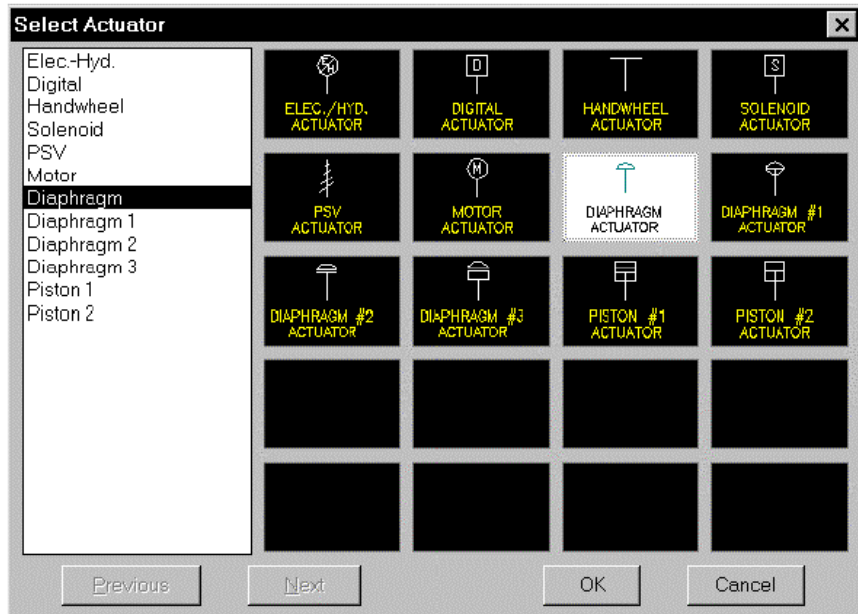 Select Actuator
Elec.-Hyd.
Digital
Handwheel
Solenoid
PSV
Motor
Diaphragm
Diaphragm 1
Diaphragm 2
Diaphragm 3
Piston 1
Piston 2
E/H
ELEC./HYD.
ACTUATOR
D
DIGITAL
ACTUATOR
HANDWHEEL
ACTUATOR
S
SOLENOID
ACTUATOR
PSV
ACTUATOR
M
MOTOR
ACTUATOR
DIAPHRAGM
ACTUATOR
DIAPHRAGM #1
ACTUATOR
DIAPHRAGM #2
ACTUATOR
DIAPHRAGM #3
ACTUATOR
PISTON #1
ACTUATOR
PISTON #2
ACTUATOR
Previous
Next
OK
Cancel